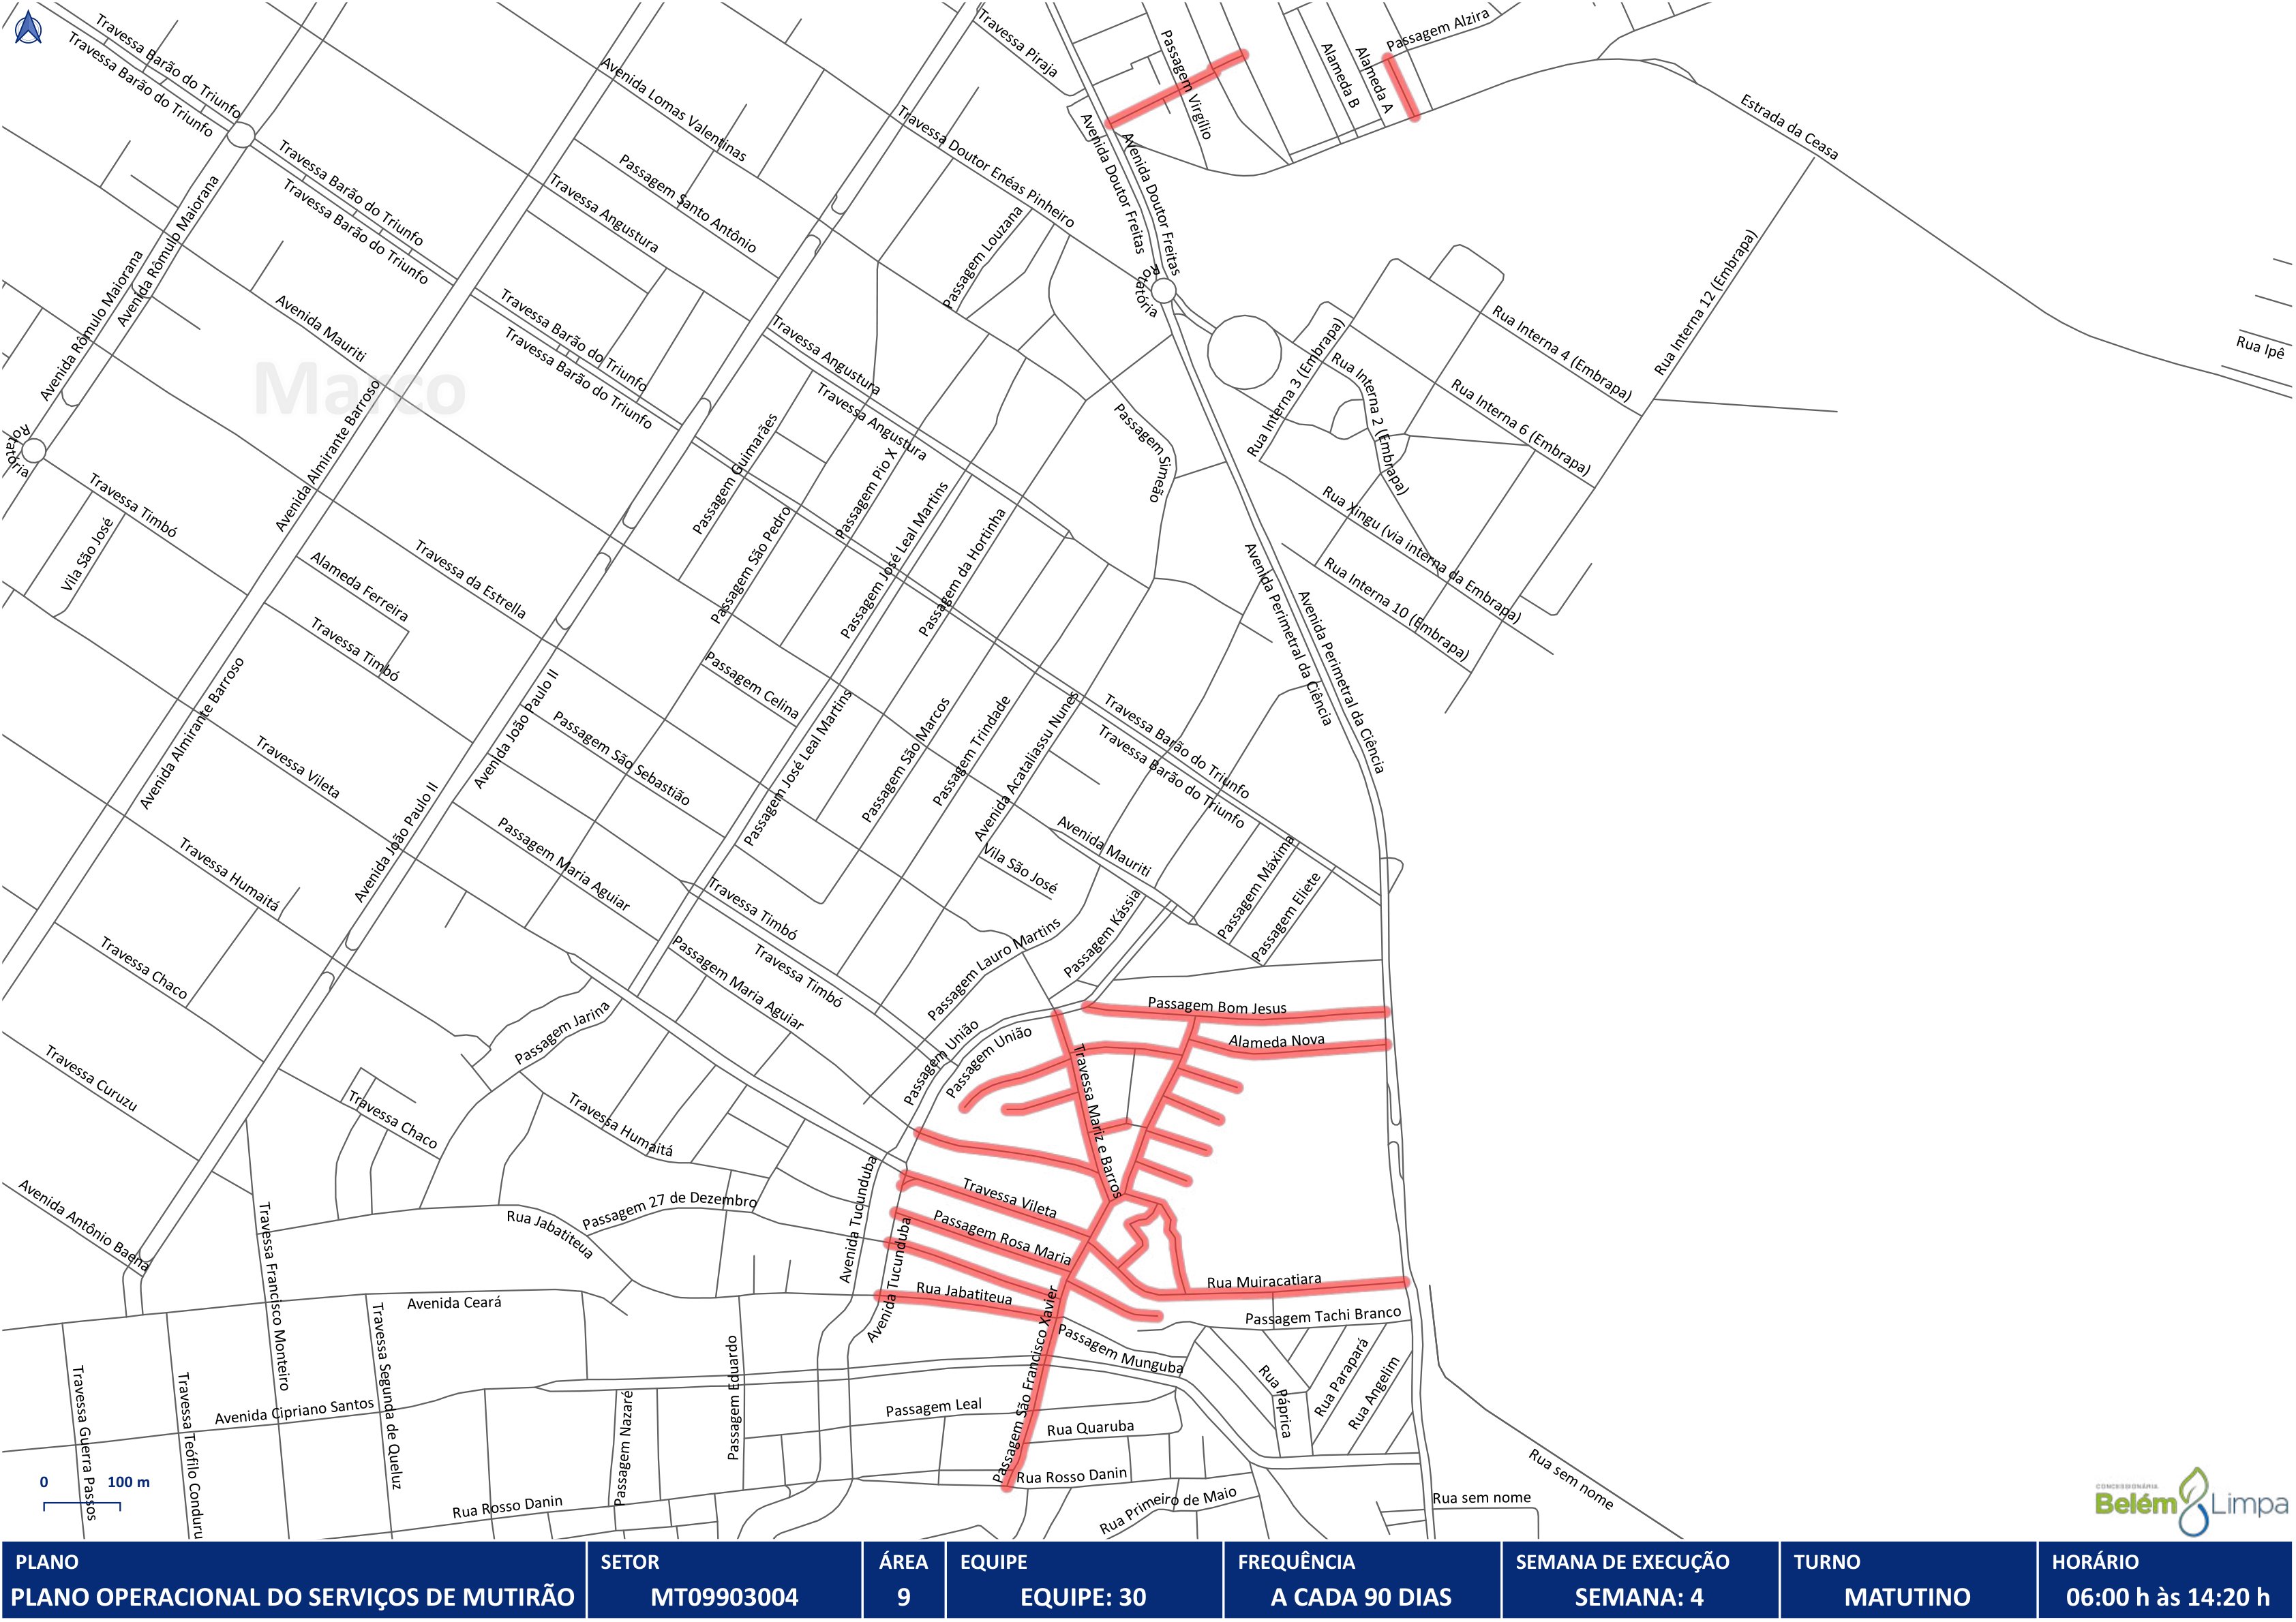 Travessa Barão do Triunfo
Travessa Barão do Triunfo
Travessa Piraja
Passagem Virgílio
Alameda B
Alameda A
Passagem Alzira
Estrada da Ceasa
Avenida Lomas Valentinas
Travessa Doutor Enéas Pinheiro
Avenida Doutor Freitas
Avenida Doutor Freitas
Travessa Barão do Triunfo
Travessa Barão do Triunfo
Passagem Santo Antônio
Travessa Angustura
Avenida Rômulo Maiorana
Avenida Rômulo Maiorana
Passagem Louzana
Rotatória
Rua Interna 12 (Embrapa)
Rua Interna 4 (Embrapa)
Rua Interna 3 (Embrapa)
Rua Interna 2 (Embrapa)
Rua Interna 6 (Embrapa)
Rua Ipê
Avenida Mauriti
Travessa Barão do Triunfo
Travessa Barão do Triunfo
Travessa Angustura
Travessa Angustura
Marco
Passagem Simeão
Passagem Guimarães
Passagem Pio X
Rotatória
Avenida Almirante Barroso
Travessa Timbó
Vila São José
Passagem São Pedro
Passagem José Leal Martins
Passagem da Hortinha
Rua Xingu (via interna da Embrapa)
Rua Interna 10 (Embrapa)
Avenida Perimetral da Ciência
Avenida Perimetral da Ciência
Alameda Ferreira
Travessa da Estrella
Travessa Timbó
Passagem Celina
Avenida Almirante Barroso
Avenida João Paulo II
Passagem São Sebastião
Passagem José Leal Martins
Passagem São Marcos
Passagem Trindade
Avenida Acataliassu Nunes
Travessa Barão do Triunfo
Travessa Barão do Triunfo
Travessa Vileta
Avenida João Paulo II
Passagem Maria Aguiar
Avenida Mauriti
Vila São José
Passagem Máxima
Passagem Eliete
Travessa Humaitá
Travessa Timbó
Travessa Timbó
Passagem Kássia
Passagem Lauro Martins
Travessa Chaco
Passagem Maria Aguiar
Passagem Jarina
Passagem União
Passagem União
Passagem Bom Jesus
Alameda Nova
Travessa Mariz e Barros
Travessa Curuzu
Travessa Chaco
Travessa Humaitá
Avenida Antônio Baena
Travessa Francisco Monteiro
Rua Jabatiteua
Passagem 27 de Dezembro
Avenida Tucunduba
Avenida Tucunduba
Travessa Vileta
Passagem Rosa Maria
Rua Jabatiteua
Rua Muiracatiara
Passagem Tachi Branco
Avenida Ceará
Passagem São Francisco Xavier
Passagem Munguba
Rua Páprica
Rua Parapará
Rua Angelim
Travessa Guerra Passos
Travessa Teófilo Conduru
Travessa Segunda de Queluz
Avenida Cipriano Santos
Passagem Nazaré
Passagem Eduardo
Passagem Leal
Rua Quaruba
Rua Rosso Danin
Rua Rosso Danin
Rua Primeiro de Maio
Rua sem nome
Rua sem nome
0 100 m
CONCESSIONÁRIA
Belém Limpa
PLANO
PLANO OPERACIONAL DO SERVIÇOS DE MUTIRÃO
SETOR
MT09903004
ÁREA
9
EQUIPE
EQUIPE: 30
FREQUÊNCIA
A CADA 90 DIAS
SEMANA DE EXECUÇÃO
SEMANA: 4
TURNO
MATUTINO
HORÁRIO
06:00 h às 14:20 h